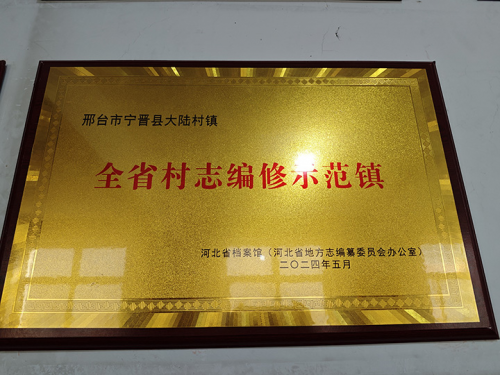 邢台市宁晋县大陆村镇
全省村志编修示范镇
河北省档案馆（河北省地方志编纂委员会办公室）
二〇二四年五月